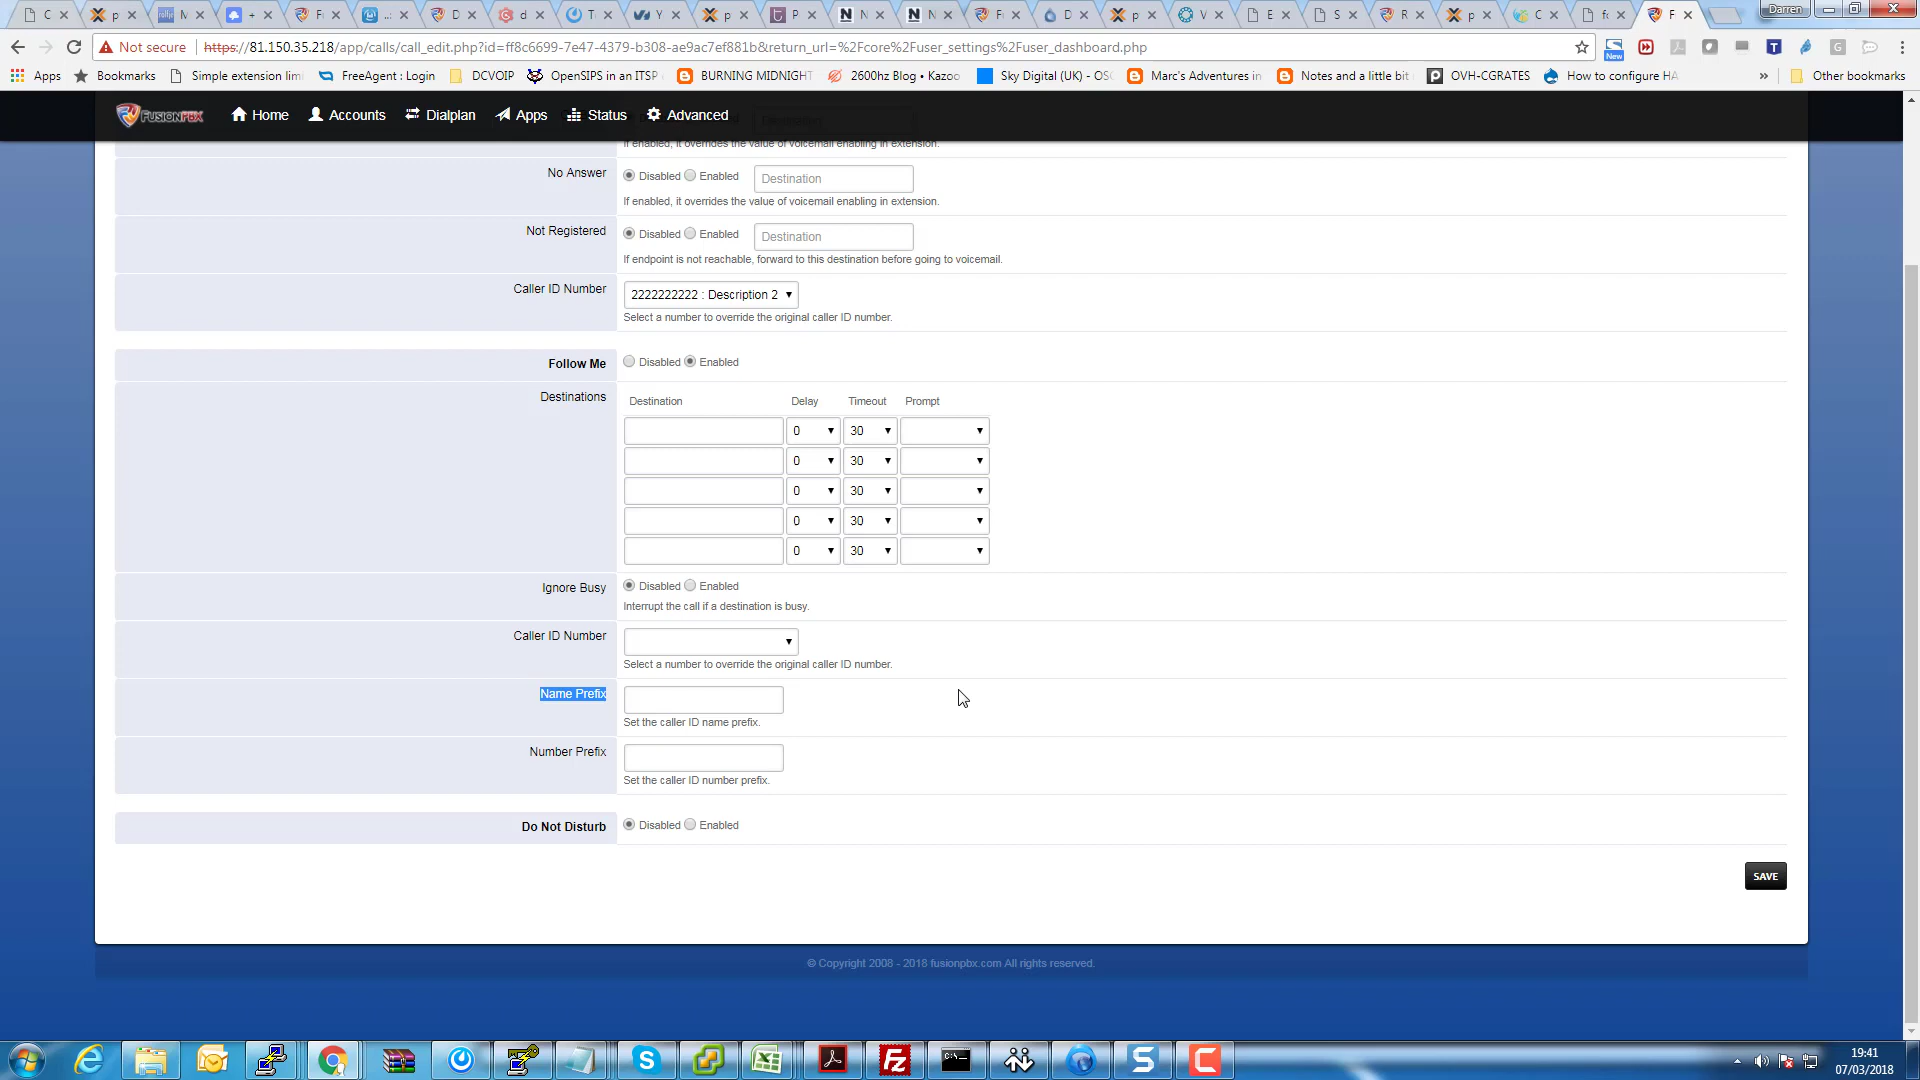 Darren
Not secure https://81.150.35.218/app/calls/call_edit.php?id=ff8c6699-7e47-4379-b308-ae9ac7ef881b&return_url=%2Fcore%2Fuser_settings%2Fuser_dashboard.php
New
Apps Bookmarks Simple extension limi FreeAgent : Login DCVOIP OpenSIPS in an ITSP BURNING MIDNIGHT 2600hz Blog • Kazoo Sky Digital (UK) - OSC Marc's Adventures in Notes and a little bit OVH-CGRATES How to configure HA » Other bookmarks
FUSIONPBX Home Accounts Dialplan Apps Status Advanced
If enabled, it overrides the value of voicemail enabling in extension.
No Answer Disabled Enabled Destination
If enabled, it overrides the value of voicemail enabling in extension.
Not Registered Disabled Enabled Destination
If endpoint is not reachable, forward to this destination before going to voicemail.
Caller ID Number 2222222222 : Description 2
Select a number to override the original caller ID number.
Follow Me Disabled Enabled
Destinations Destination Delay Timeout Prompt
0 30
0 30
0 30
0 30
0 30
Ignore Busy Disabled Enabled
Interrupt the call if a destination is busy.
Caller ID Number
Select a number to override the original caller ID number.
Name Prefix
Set the caller ID name prefix.
Number Prefix
Set the caller ID number prefix.
Do Not Disturb Disabled Enabled
SAVE
© Copyright 2008 - 2018 fusionpbx.com All rights reserved.
19:41
07/03/2018